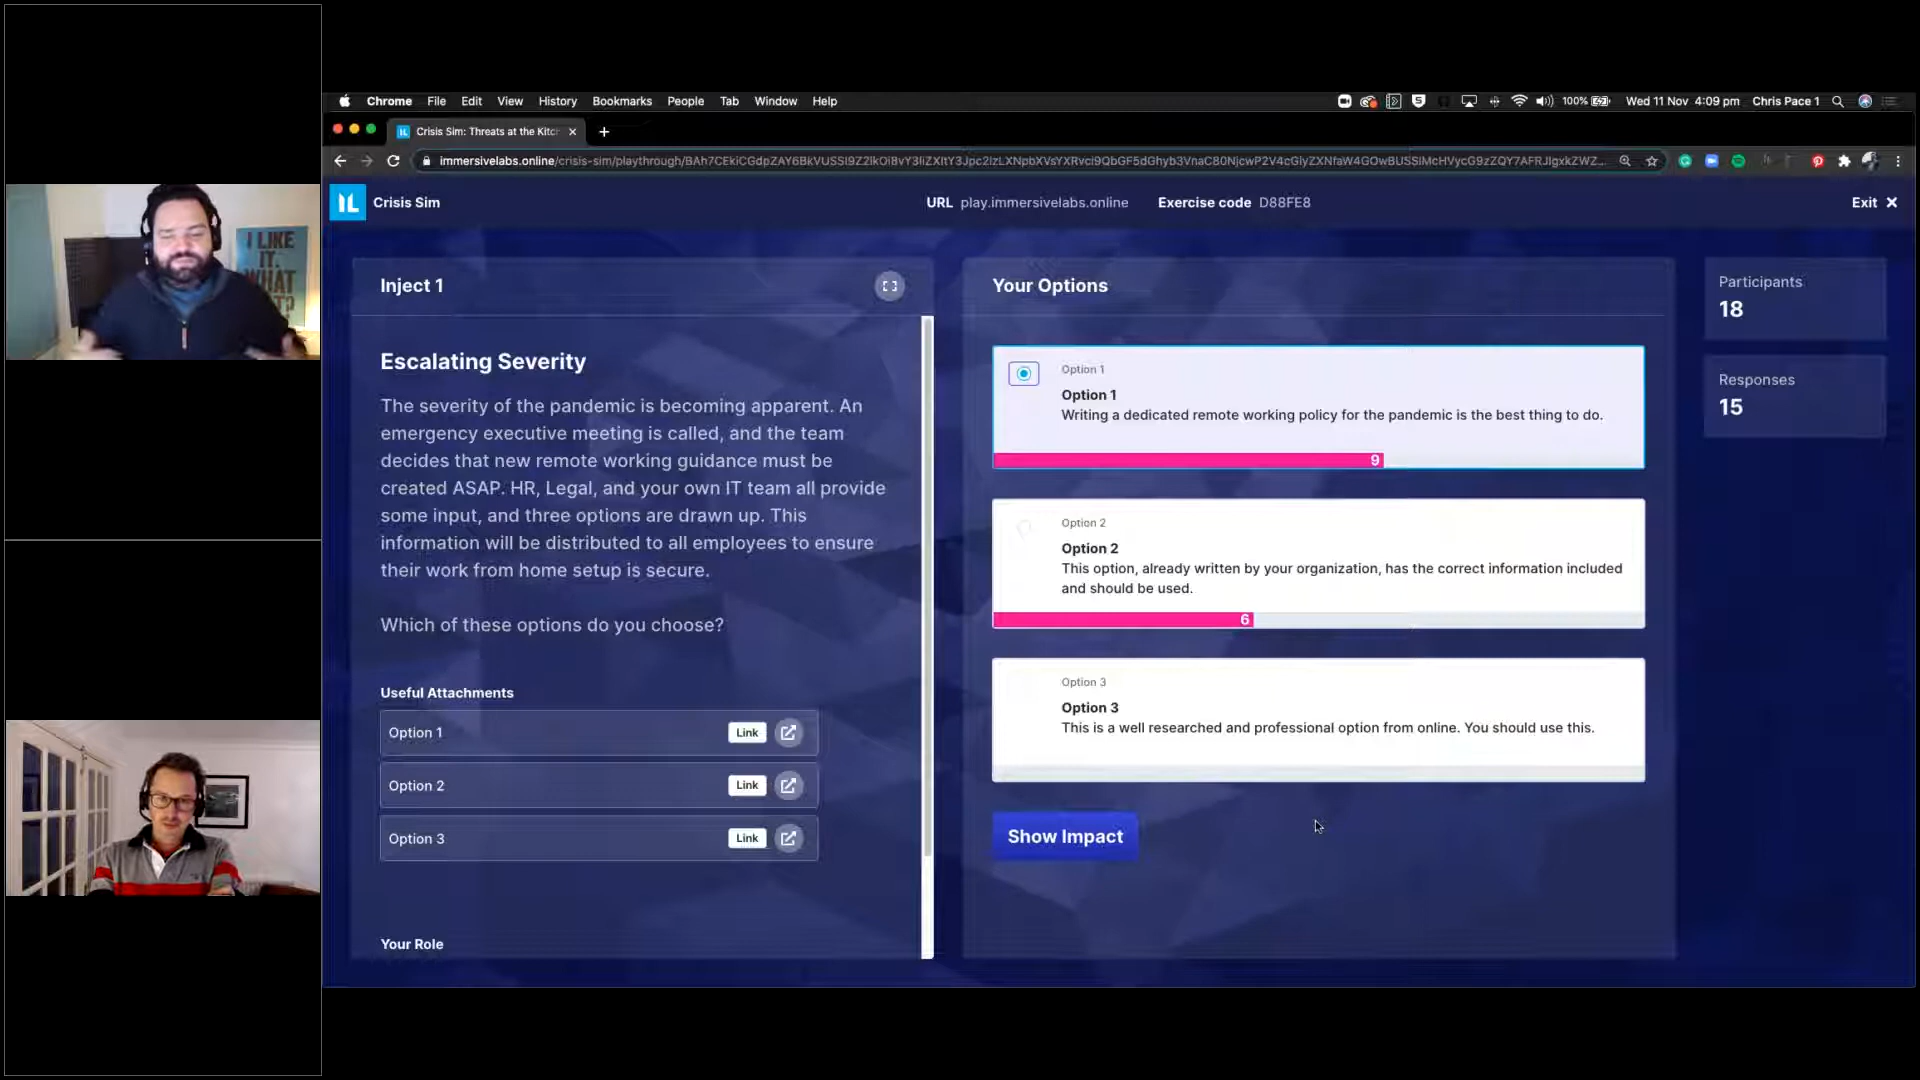 I LIKE
IT.
WHAT
Chrome File Edit View History Bookmarks People Tab Window Help
100% Wed 11 Nov 4:09 pm Chris Pace 1
Crisis Sim: Threats at the Kitch
IL Crisis Sim
URL play.immersivelabs.online Exercise code D88FE8
Exit
Inject 1
Escalating Severity
The severity of the pandemic is becoming apparent. An
emergency executive meeting is called, and the team
decides that new remote working guidance must be
created ASAP. HR, Legal, and your own IT team all provide
some input, and three options are drawn up. This
information will be distributed to all employees to ensure
their work from home setup is secure.
Which of these options do you choose?
Useful Attachments
Option 1 Link
Option 2 Link
Option 3 Link
Your Role
Your Options
Option 1
Option 1
Writing a dedicated remote working policy for the pandemic is the best thing to do.
9
Option 2
Option 2
This option, already written by your organization, has the correct information included
and should be used.
6
Option 3
Option 3
This is a well researched and professional option from online. You should use this.
Show Impact
Participants
18
Responses
15